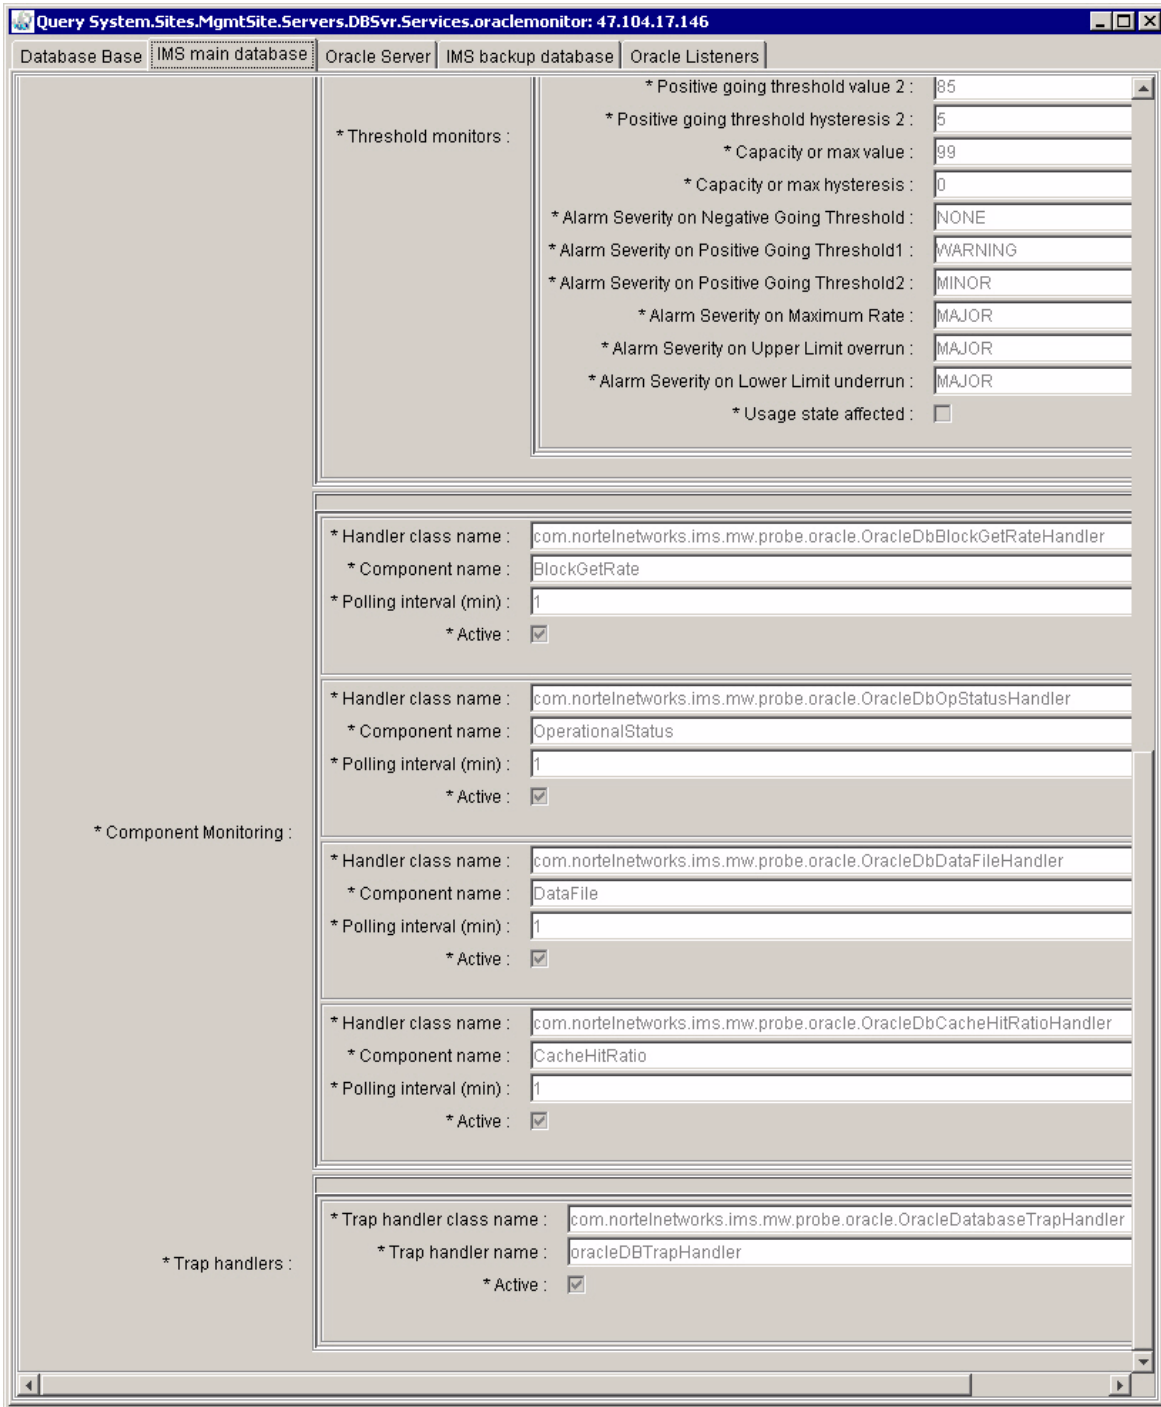 Query System.Sites.MgmtSite.Servers.DBSvr.Services.oraclemonitor: 47.104.17.146
Database Base IMS main database Oracle Server IMS backup database Oracle Listeners
* Threshold monitors :
* Positive going threshold value 2 : 85
* Positive going threshold hysteresis 2 : 5
* Capacity or max value : 99
* Capacity or max hysteresis : 0
* Alarm Severity on Negative Going Threshold : NONE
* Alarm Severity on Positive Going Threshold1 : WARNING
* Alarm Severity on Positive Going Threshold2 : MINOR
* Alarm Severity on Maximum Rate : MAJOR
* Alarm Severity on Upper Limit overrun : MAJOR
* Alarm Severity on Lower Limit underrun : MAJOR
* Usage state affected :
* Component Monitoring :
* Handler class name : com.nortelnetworks.ims.mw.probe.oracle.OracleDbBlockGetRateHandler
* Component name : BlockGetRate
* Polling interval (min) : 1
* Active :
* Handler class name : com.nortelnetworks.ims.mw.probe.oracle.OracleDbOpStatusHandler
* Component name : OperationalStatus
* Polling interval (min) : 1
* Active :
* Handler class name : com.nortelnetworks.ims.mw.probe.oracle.OracleDbDataFileHandler
* Component name : DataFile
* Polling interval (min) : 1
* Active :
* Handler class name : com.nortelnetworks.ims.mw.probe.oracle.OracleDbCacheHitRatioHandler
* Component name : CacheHitRatio
* Polling interval (min) : 1
* Active :
* Trap handlers :
* Trap handler class name : com.nortelnetworks.ims.mw.probe.oracle.OracleDatabaseTrapHandler
* Trap handler name : oracleDBTrapHandler
* Active :